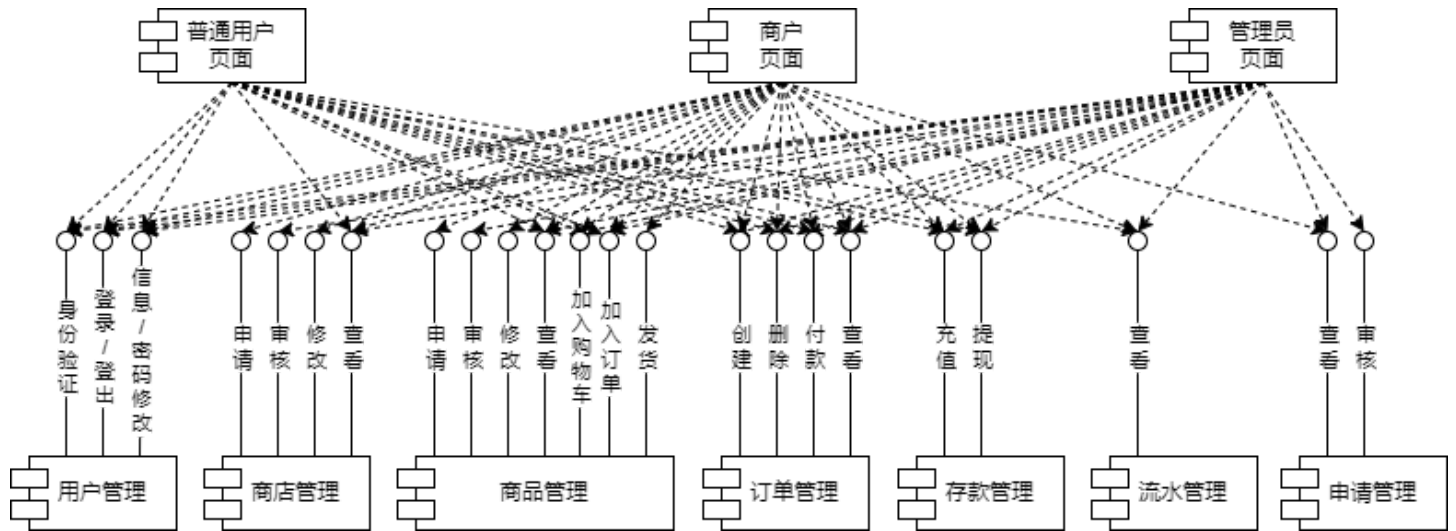 普通用户
页面
商户
页面
管理员
页面
身份验证
登录/登出
信息/密码修改
申请
审核
修改
查看
申请
审核
修改
查看
加入购物车
加入订单
发货
创建
删除
付款
查看
充值
提现
查看
查看
审核
用户管理
商店管理
商品管理
订单管理
存款管理
流水管理
申请管理